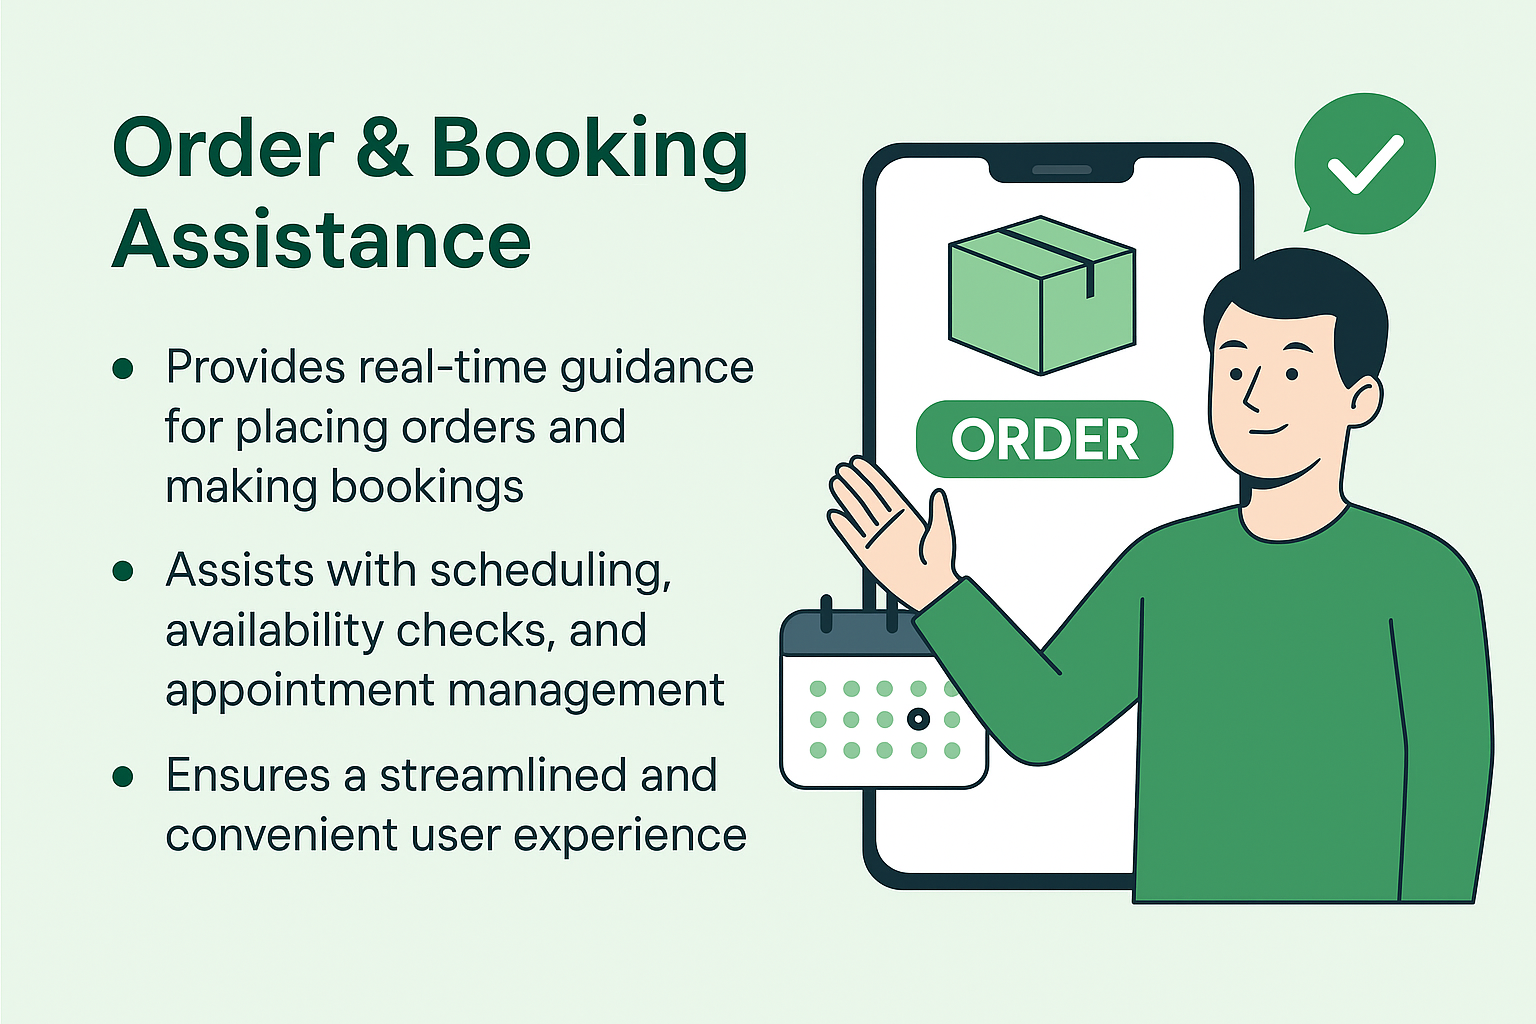 Order & Booking
Assistance
• Provides real-time guidance
for placing orders and
making bookings
• Assists with scheduling,
availability checks, and
appointment management
• Ensures a streamlined and
convenient user experience
ORDER